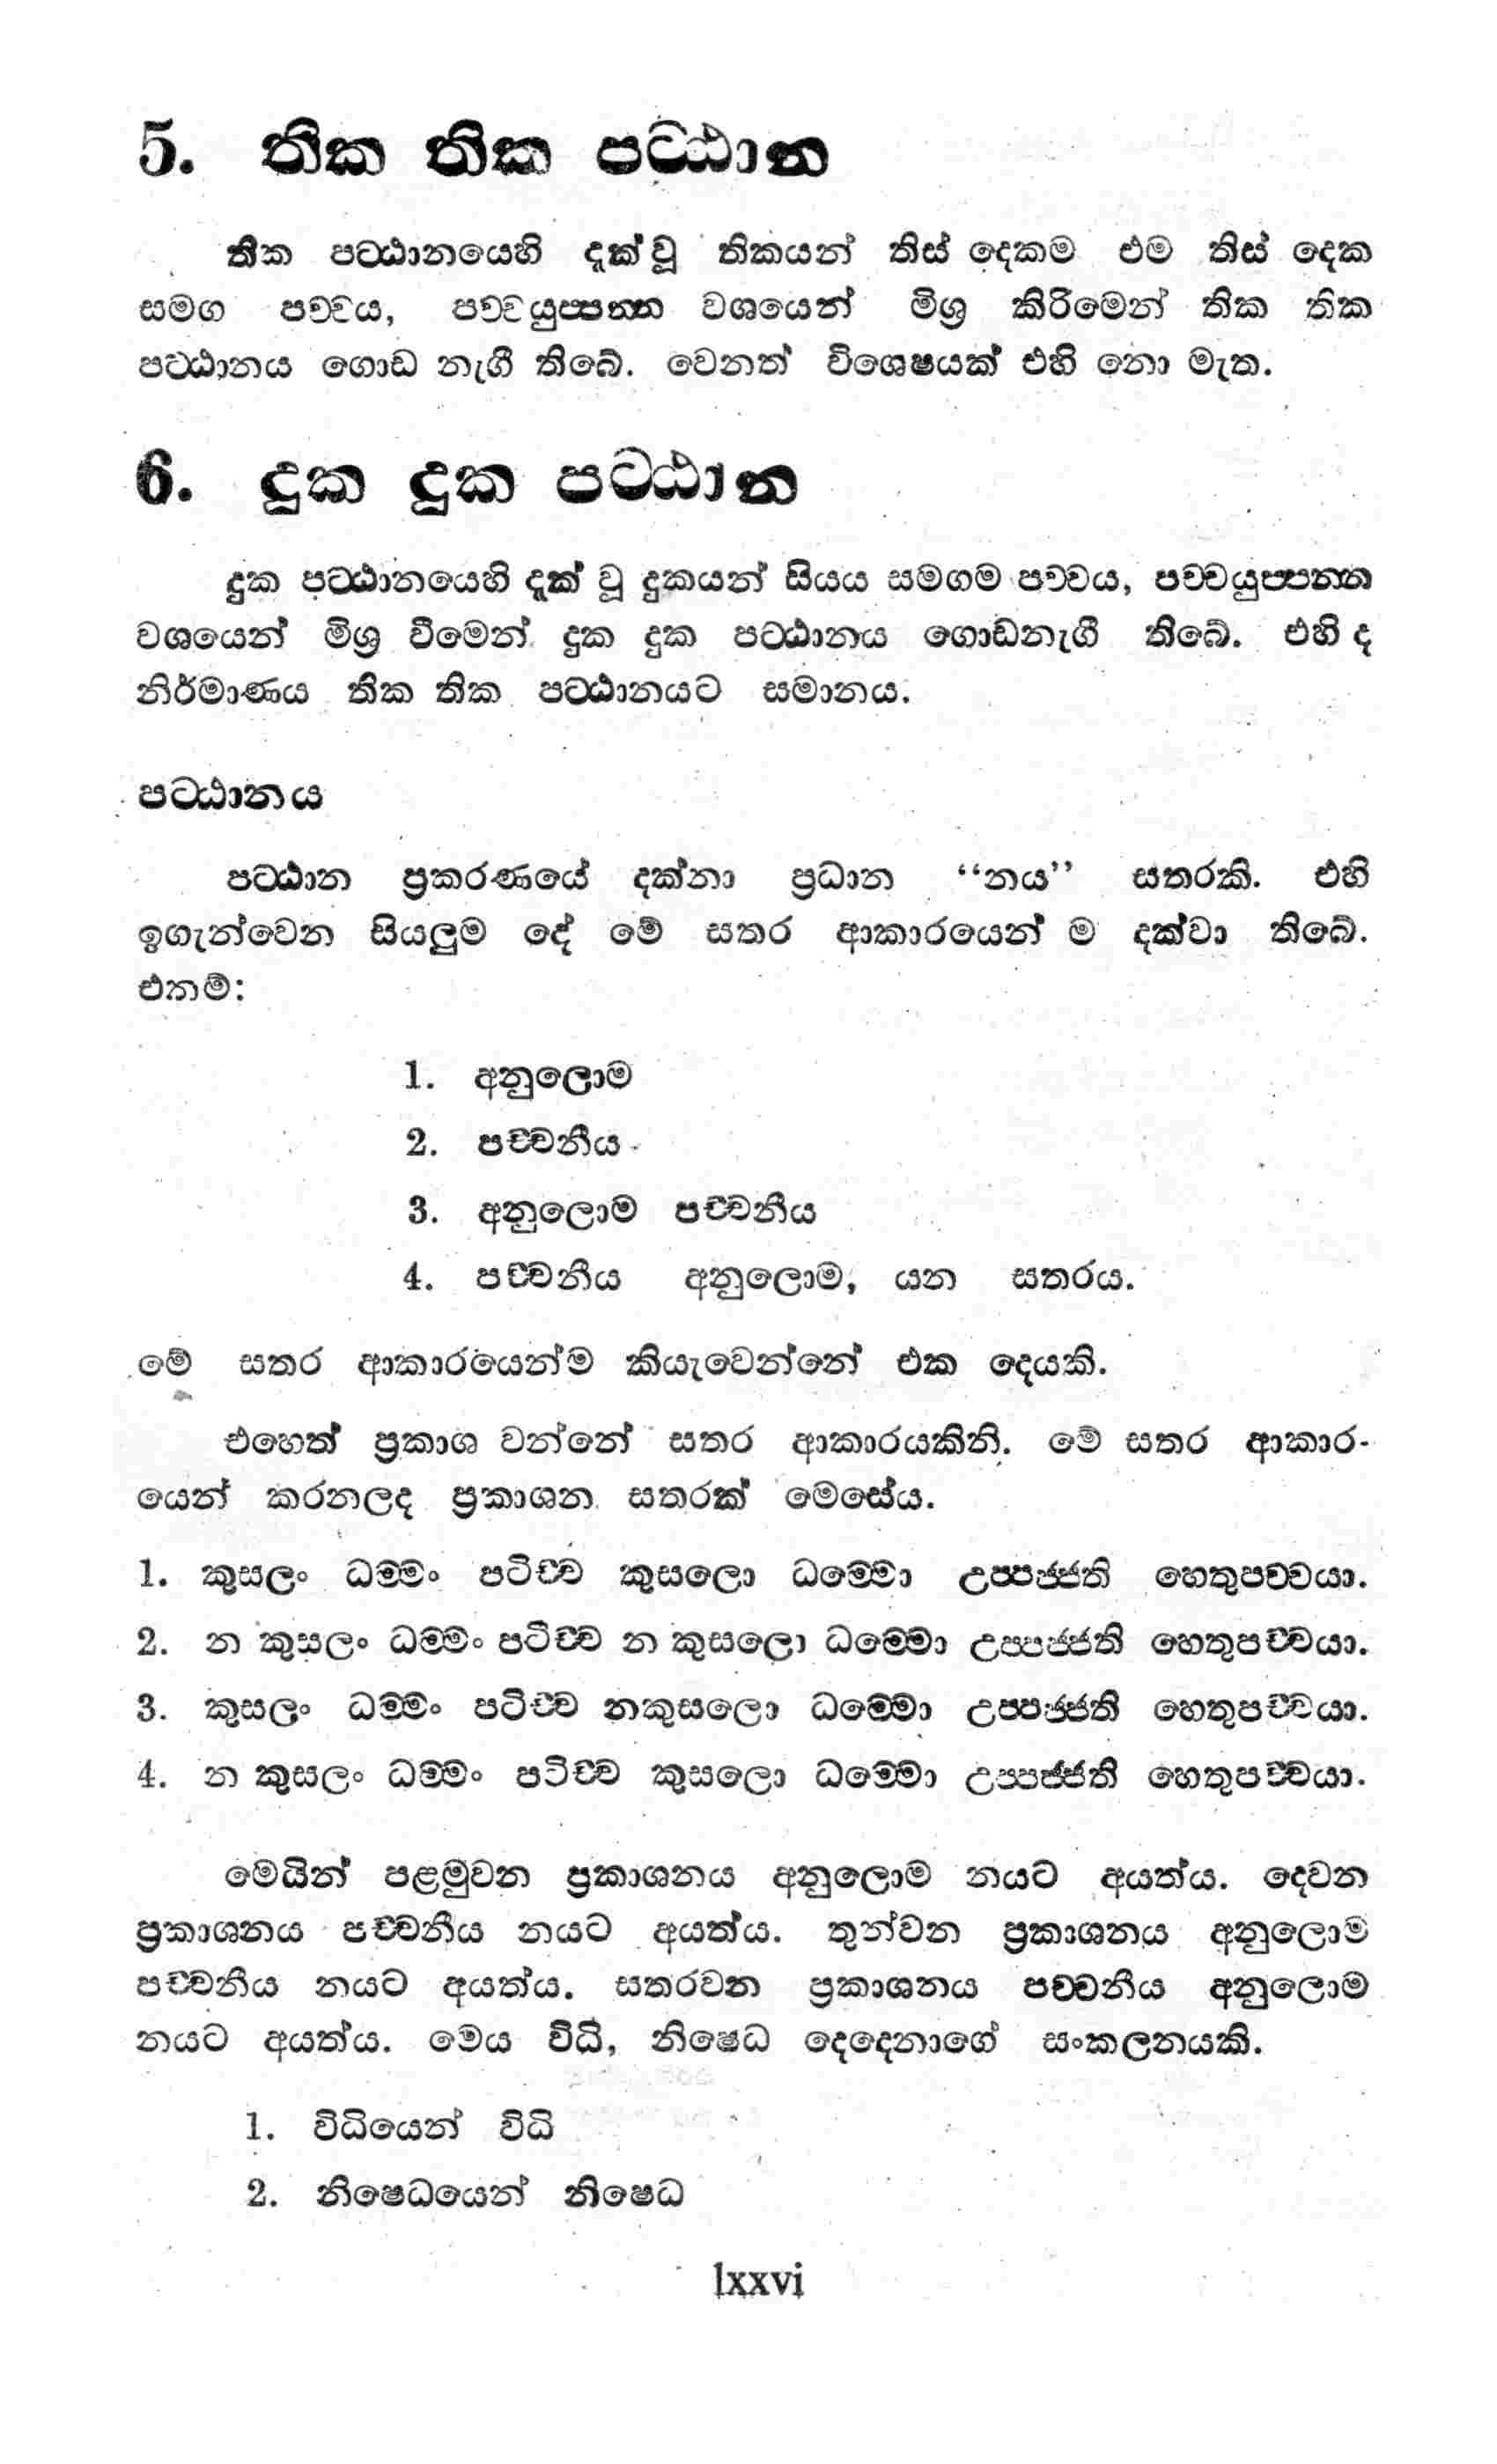 5. තික තික පට්ඨාන
තික පට්ඨානයෙහි දැක්වූ තිකයන් තිස් දෙකම එම තිස් දෙක
සමග පච්චය, පච්චයුප්පන්න වශයෙන් මිශ්‍ර කිරිමෙන් තික තික
පට්ඨානය ගොඩ නැගී තිබේ. වෙනත් විශෙෂයක් එහි නො මැත.
6. දුක දුක පට්ඨාන
දුක පට්ඨානයෙහි දැක් වූ දුකයන් සියය සමගම පච්චය, පච්චයුප්පන්න
වශයෙන් මිශ්‍ර වීමෙන් දුක දුක පට්ඨානය ගොඩනැගී තිබේ. එහි ද
නිර්මාණය තික තික පට්ඨානයට සමානය.
පට්ඨානය
පට්ඨාන ප්‍රකරණයේ දක්නා ප්‍රධාන “නය” සතරකි. එහි
ඉගැන්වෙන සියලුම දේ මේ සතර ආකාරයෙන් ම දක්වා තිබේ.
එනම්:
1. අනුලොම
2. පච්චනීය
3. අනුලොම පච්චනීය
4. පච්චනීය අනුලොම, යන සතරය.
මේ සතර ආකාරයෙන්ම කියැවෙන්නේ එක දෙයකි.
එහෙත් ප්‍රකාශ වන්නේ සතර ආකාරයකිනි. මේ සතර ආකාර-
යෙන් කරනලද ප්‍රකාශන සතරක් මෙසේය.
1. කුසලං ධම්මං පටිච්ච කුසලො ධම්මො උප්පජ්ජති හෙතුපච්චයා.
2. න කුසලං ධම්මං පටිච්ච න කුසලො ධම්මො උප්පජ්ජති හෙතුපච්චයා.
3. කුසලං ධම්මං පටිච්ච නකුසලො ධම්මො උප්පජ්ජති හෙතුපච්චයා.
4. න කුසලං ධම්මං පටිච්ච කුසලො ධම්මො උප්පජ්ජති හෙතුපච්චයා.
මෙයින් පළමුවන ප්‍රකාශනය අනුලොම නයට අයත්ය. දෙවන
ප්‍රකාශනය පච්චනීය නයට අයත්ය. තුන්වන ප්‍රකාශනය අනුලොම
පච්චනීය නයට අයත්ය. සතරවන ප්‍රකාශනය පච්චනීය අනුලොම
නයට අයත්ය. මෙය විධි, නිෂෙධ දෙදෙනාගේ සංකලනයකි.
1. විධියෙන් විධි
2. නිෂෙධයෙන් නිෂෙධ
lxxvi